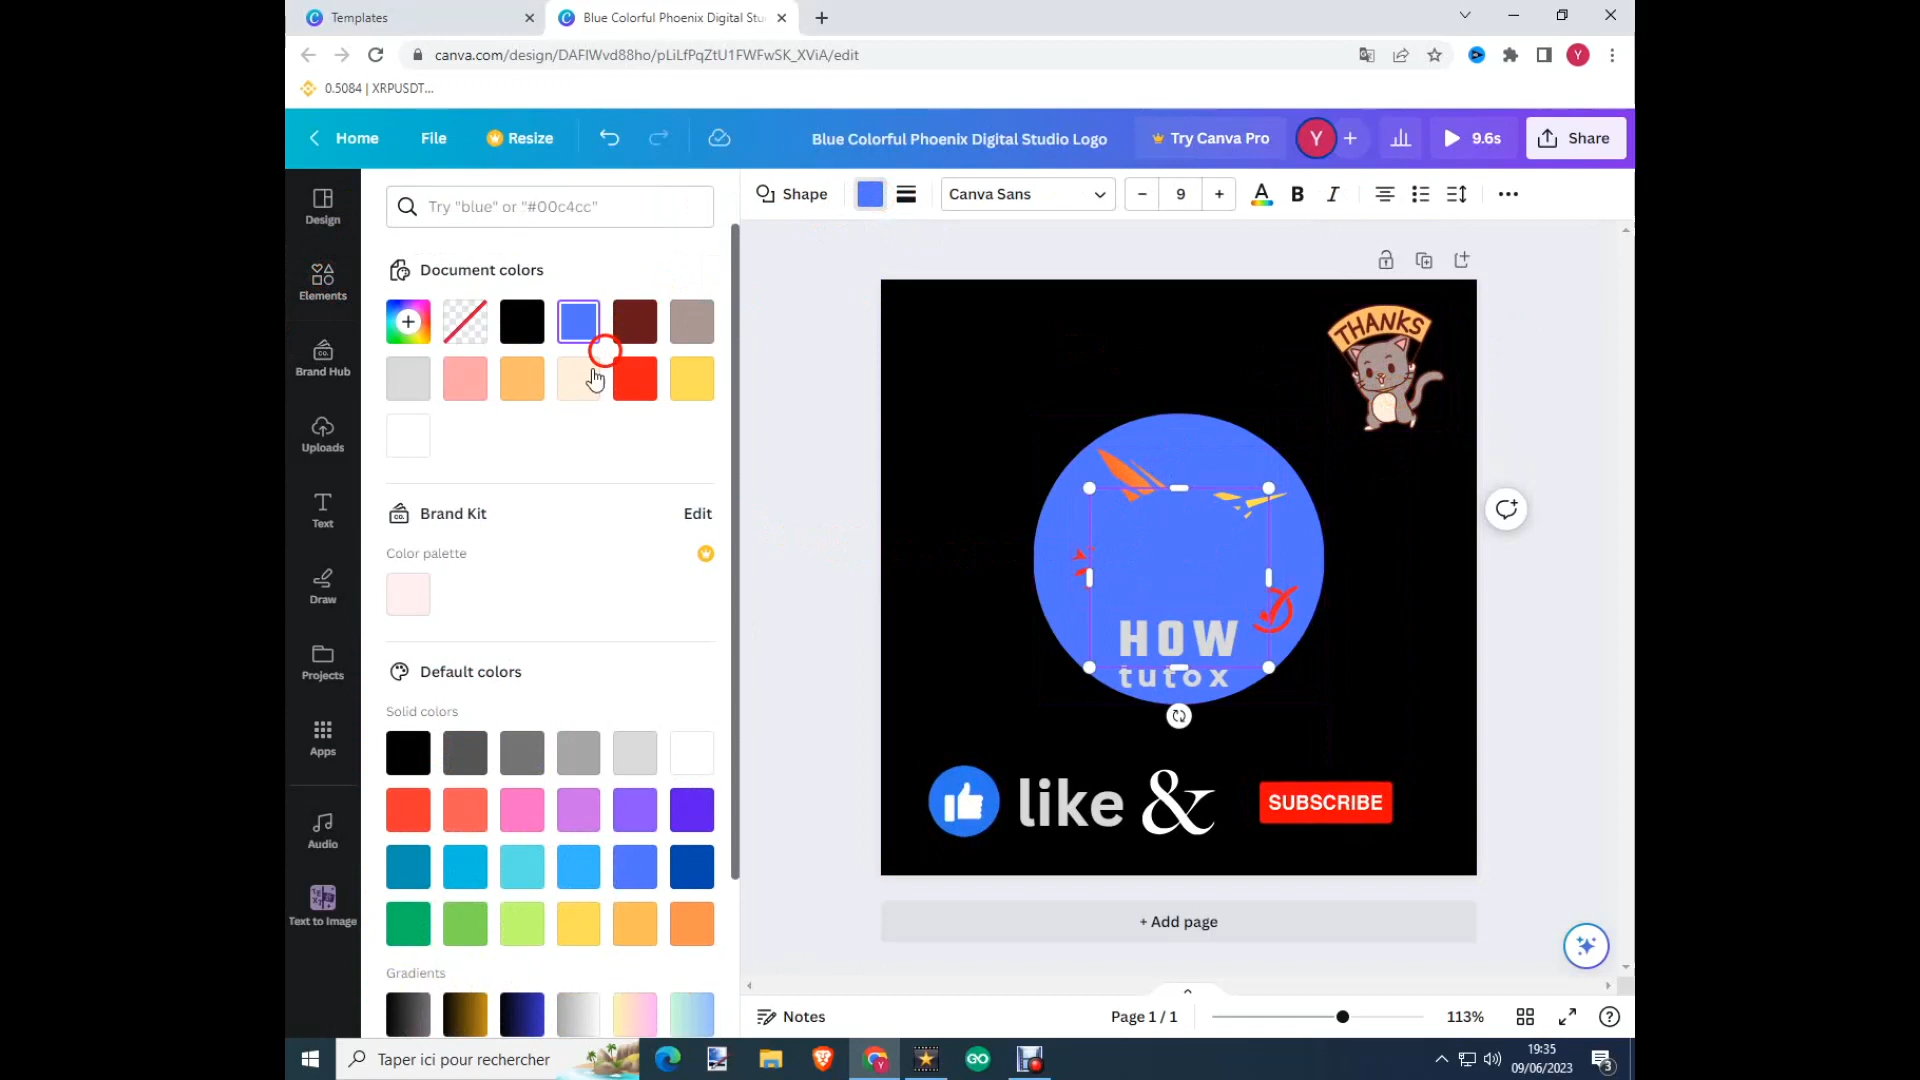 Templates
Blue Colorful Phoenix Digital Stu
canva.com/design/DAFIWvd88ho/pLiLfPqZtU1FWFwSK_XViA/edit
Y
0.5084 | XRPUSDT...
Home
File
Resize
Blue Colorful Phoenix Digital Studio Logo
Try Canva Pro
Y
9.6s
Share
Design
Elements
Brand Hub
Uploads
Text
Draw
Projects
Apps
Audio
Text to Image
Try "blue" or "#00c4cc"
Document colors
Brand Kit
Edit
Color palette
Default colors
Solid colors
Gradients
Shape
Canva Sans
9
A
B
I
THANKS
HOW
tutox
like &
SUBSCRIBE
+ Add page
Notes
Page 1 / 1
113%
Taper ici pour rechercher
19:35
09/06/2023
3